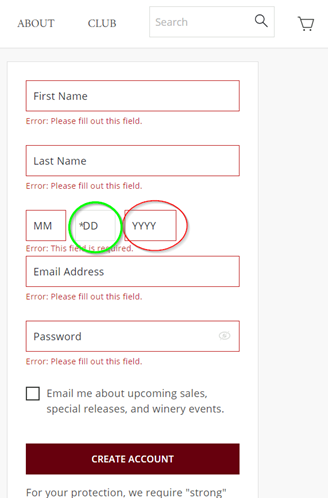 ABOUT CLUB Search
First Name
Error: Please fill out this field.
Last Name
Error: Please fill out this field.
MM *DD YYYY
Error: This field is required.
Email Address
Error: Please fill out this field.
Password
Error: Please fill out this field.
Email me about upcoming sales,
special releases, and winery events.
CREATE ACCOUNT
For your protection, we require "strong"